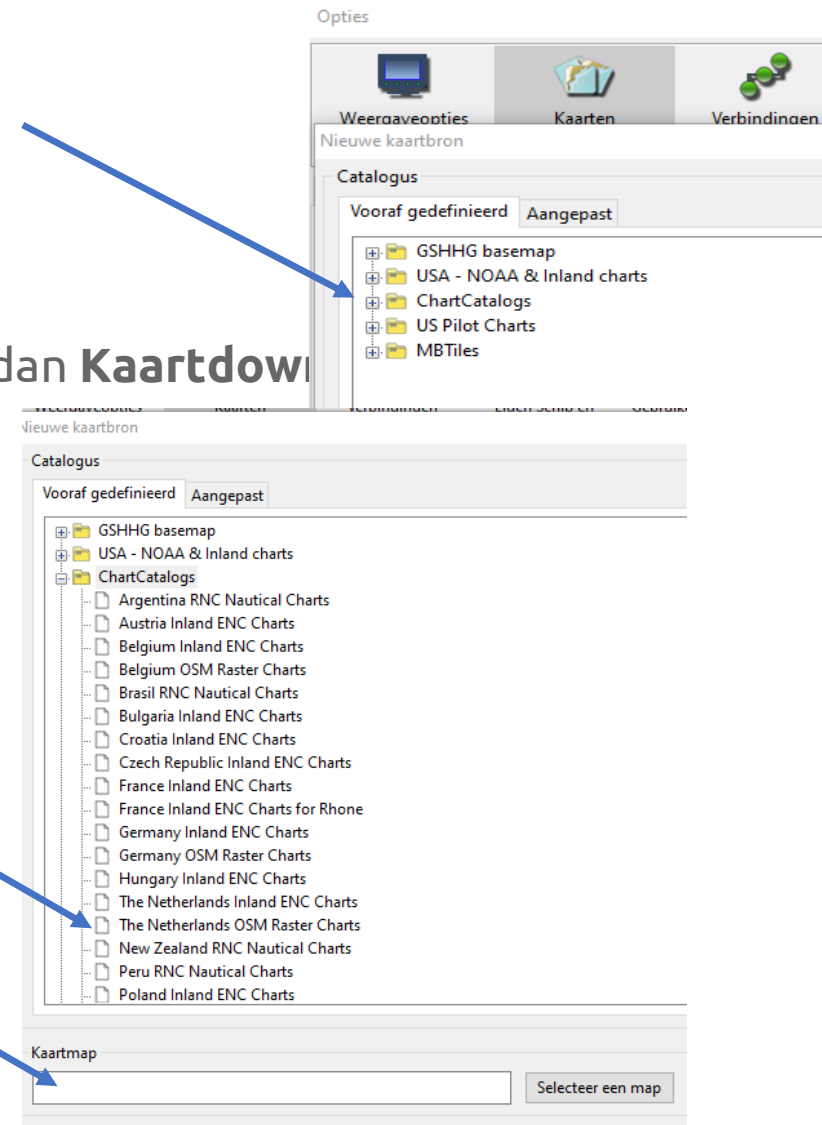 Opties
Weergaveopties Kaarten Verbindingen
Nieuwe kaartbron
Catalogus
Vooraf gedefinieerd Aangepast
GSHHG basemap
USA - NOAA & Inland charts
ChartCatalogs
US Pilot Charts
MBTiles
dan Kaartdow
Nieuwe kaartbron
Catalogus
Vooraf gedefinieerd Aangepast
GSHHG basemap
USA - NOAA & Inland charts
ChartCatalogs
Argentina RNC Nautical Charts
Austria Inland ENC Charts
Belgium Inland ENC Charts
Belgium OSM Raster Charts
Brasil RNC Nautical Charts
Bulgaria Inland ENC Charts
Croatia Inland ENC Charts
Czech Republic Inland ENC Charts
France Inland ENC Charts
France Inland ENC Charts for Rhone
Germany Inland ENC Charts
Germany OSM Raster Charts
Hungary Inland ENC Charts
The Netherlands Inland ENC Charts
The Netherlands OSM Raster Charts
New Zealand RNC Nautical Charts
Peru RNC Nautical Charts
Poland Inland ENC Charts
Kaartmap
Selecteer een map